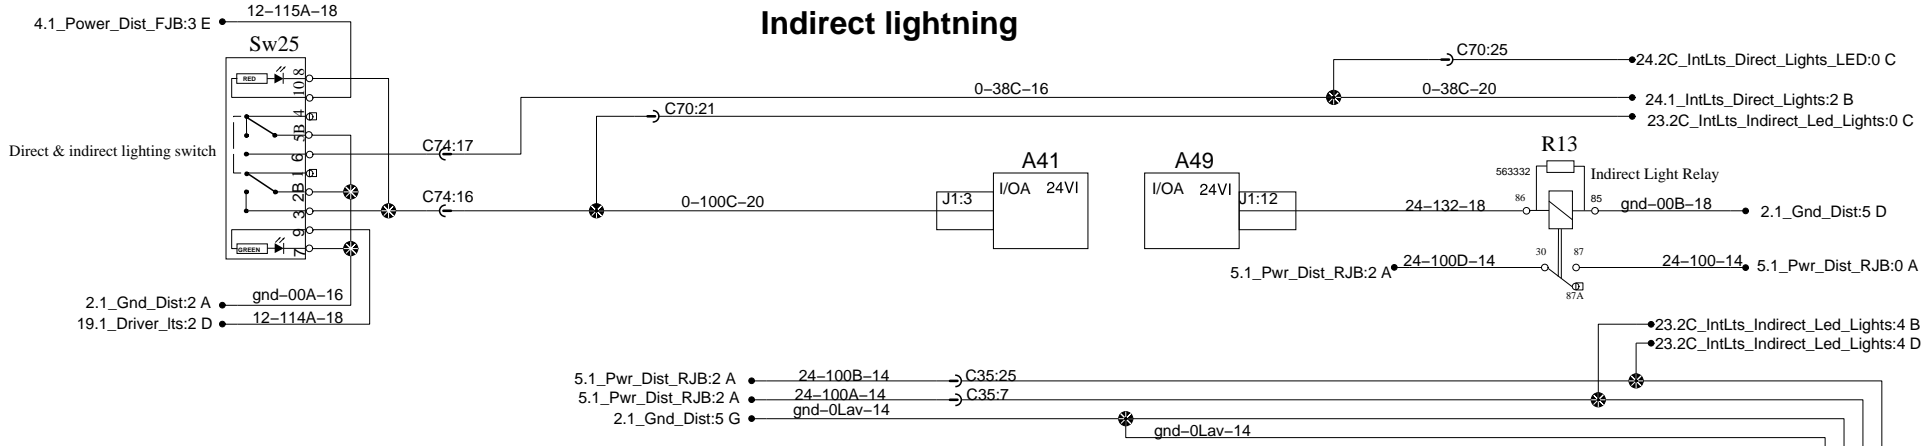 Indirect lightning
12–115A–18
4.1_Power_Dist_FJB:3 E
Sw25
RED
8
10
4
5B
6
1
2B
3
9
7
GREEN
Direct & indirect lighting switch
C74:17
C74:16
gnd–00A–16
2.1_Gnd_Dist:2 A
12–114A–18
19.1_Driver_lts:2 D
C70:25
24.2C_IntLts_Direct_Lights_LED:0 C
0–38C–16
0–38C–20
24.1_IntLts_Direct_Lights:2 B
C70:21
23.2C_IntLts_Indirect_Led_Lights:0 C
0–100C–20
A41
I/OA 24VI
J1:3
A49
I/OA 24VI
J1:12
R13
563332
Indirect Light Relay
24–132–18
86
85
gnd–00B–18
2.1_Gnd_Dist:5 D
5.1_Pwr_Dist_RJB:2 A
24–100D–14
30
87
24–100–14
5.1_Pwr_Dist_RJB:0 A
87A
23.2C_IntLts_Indirect_Led_Lights:4 B
23.2C_IntLts_Indirect_Led_Lights:4 D
5.1_Pwr_Dist_RJB:2 A
24–100B–14
C35:25
5.1_Pwr_Dist_RJB:2 A
24–100A–14
C35:7
2.1_Gnd_Dist:5 G
gnd–0Lav–14
gnd–0Lav–14